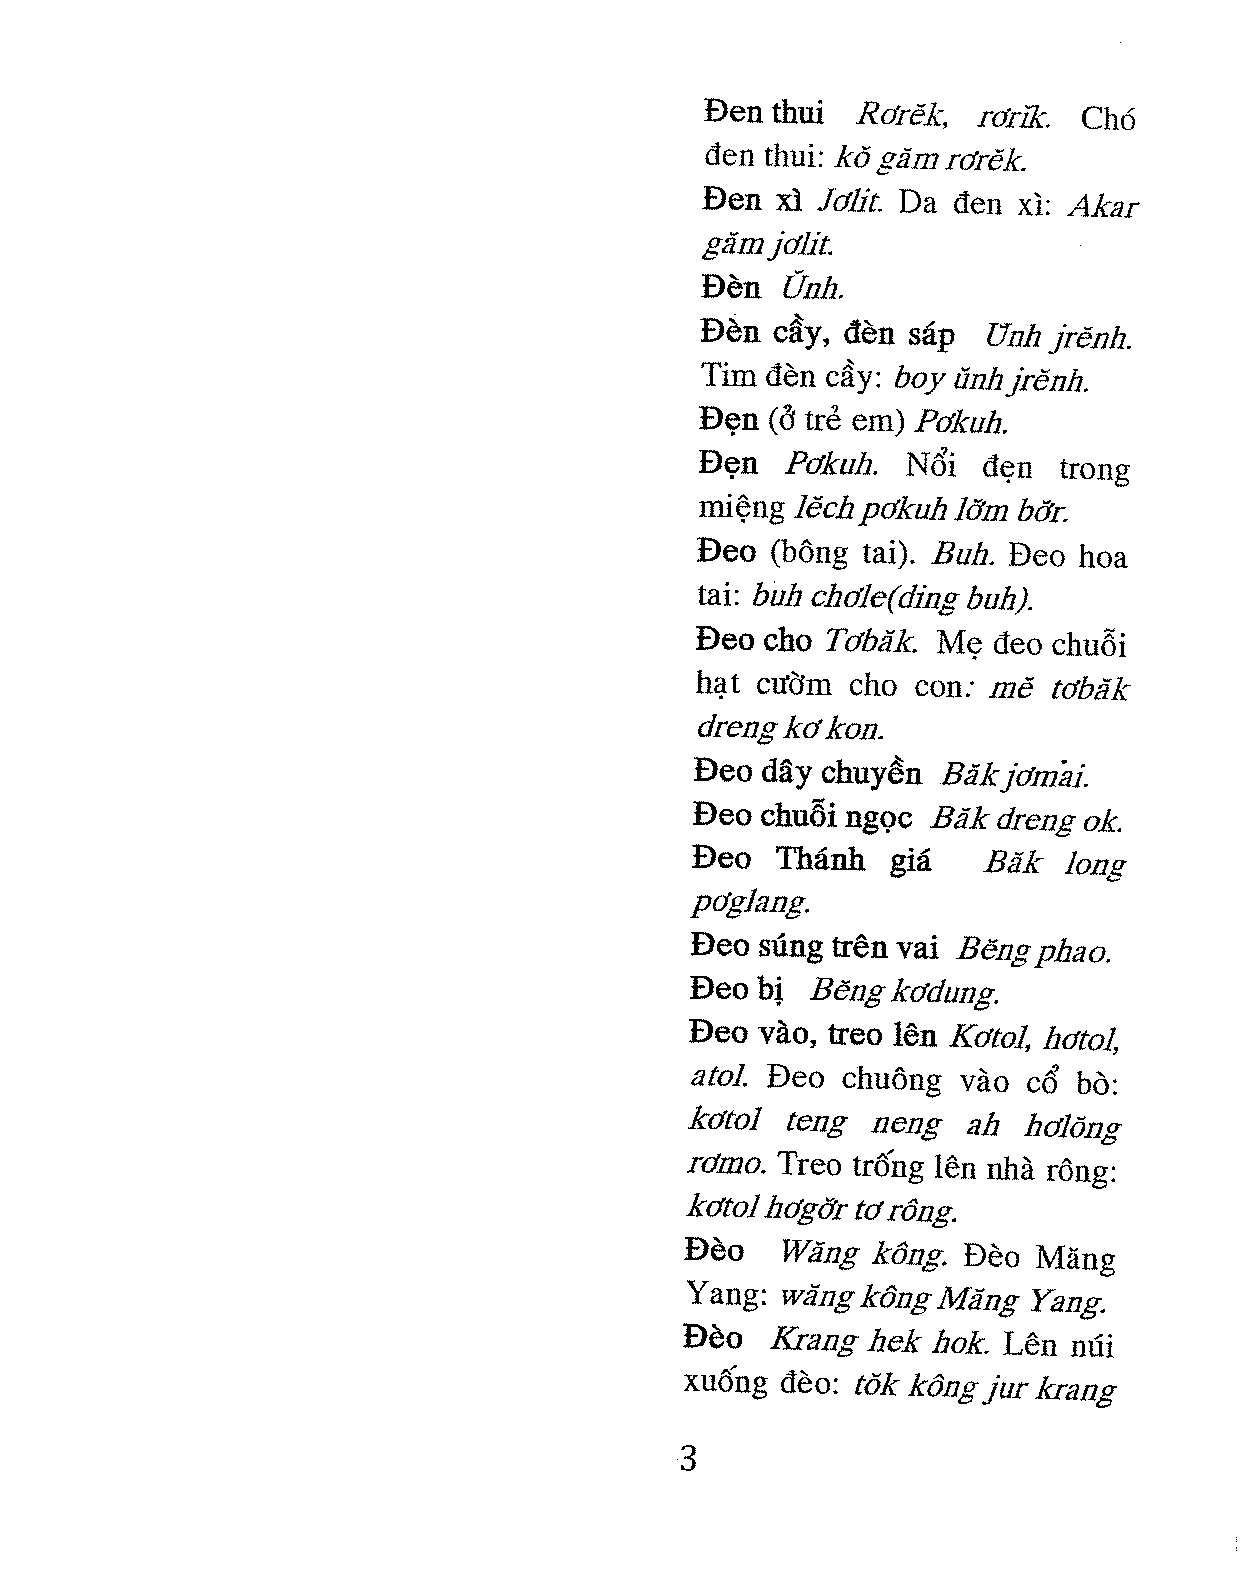 Đen thui Rơrĕk, rơrĭk. Chó
đen thui: kŏ găm rơrĕk.
Đen xì Jơlit. Da đen xì: Akar
găm jơlit.
Đèn Ŭnh.
Đèn cầy, đèn sáp Ŭnh jrĕnh.
Tim đèn cầy: boy ŭnh jrĕnh.
Đẹn (ở trẻ em) Pơkuh.
Đẹn Pơkuh. Nổi đẹn trong
miệng lĕch pơkuh lơ̆m bơ̆r.
Đeo (bông tai). Buh. Đeo hoa
tai: buh chơle(ding buh).
Đeo cho Tơbăk. Mẹ đeo chuỗi
hạt cườm cho con: mĕ tơbăk
dreng kơ kon.
Đeo dây chuyền Băk jơmai.
Đeo chuỗi ngọc Băk dreng ok.
Đeo Thánh giá Băk long
pơglang.
Đeo súng trên vai Bĕng phao.
Đeo bị Bĕng kơdung.
Đeo vào, treo lên Kơtol, hơtol,
atol. Đeo chuông vào cổ bò:
kơtol teng neng ah hơlŏng
rơmo. Treo trống lên nhà rông:
kơtol hơgơ̆r tơ rông.
Đèo Wăng kông. Đèo Măng
Yang: wăng kông Măng Yang.
Đèo Krang hek hok. Lên núi
xuống đèo: tŏk kông jur krang
3